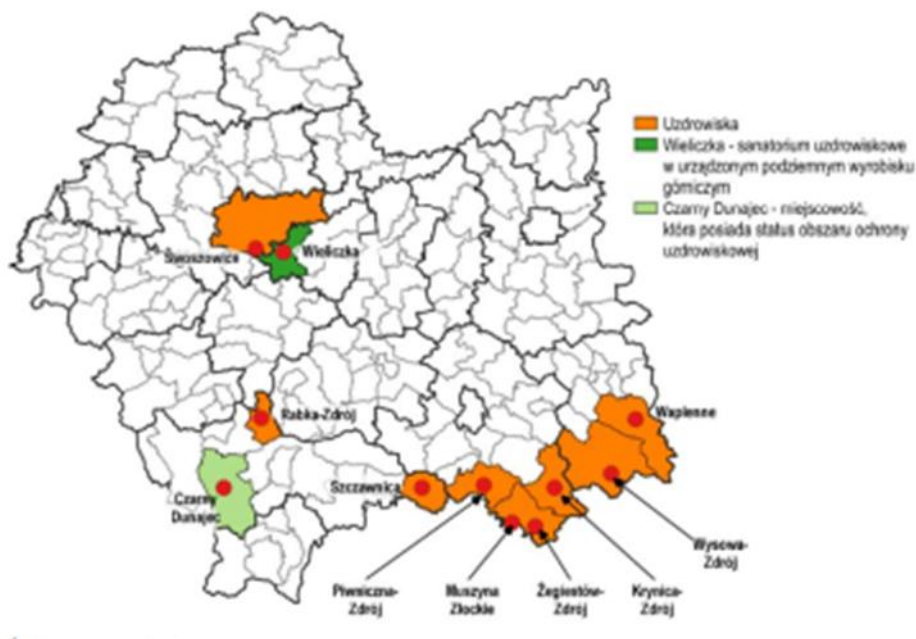 Uzdrowiska
Wieliczka - sanatorium uzdrowiskowe
w urządzonym podziemnym wyrobisku
górniczym
Czarny Dunajec - miejscowość,
która posiada status obszaru ochrony
uzdrowiskowej
Swoszowice
Wieliczka
Rabka-Zdrój
Wapienne
Szczawnica
Czarny
Dunajec
Wysowa-
Zdrój
Piwniczna-
Zdrój
Muszyna
Złockie
Żegiestów-
Zdrój
Krynica-
Zdrój